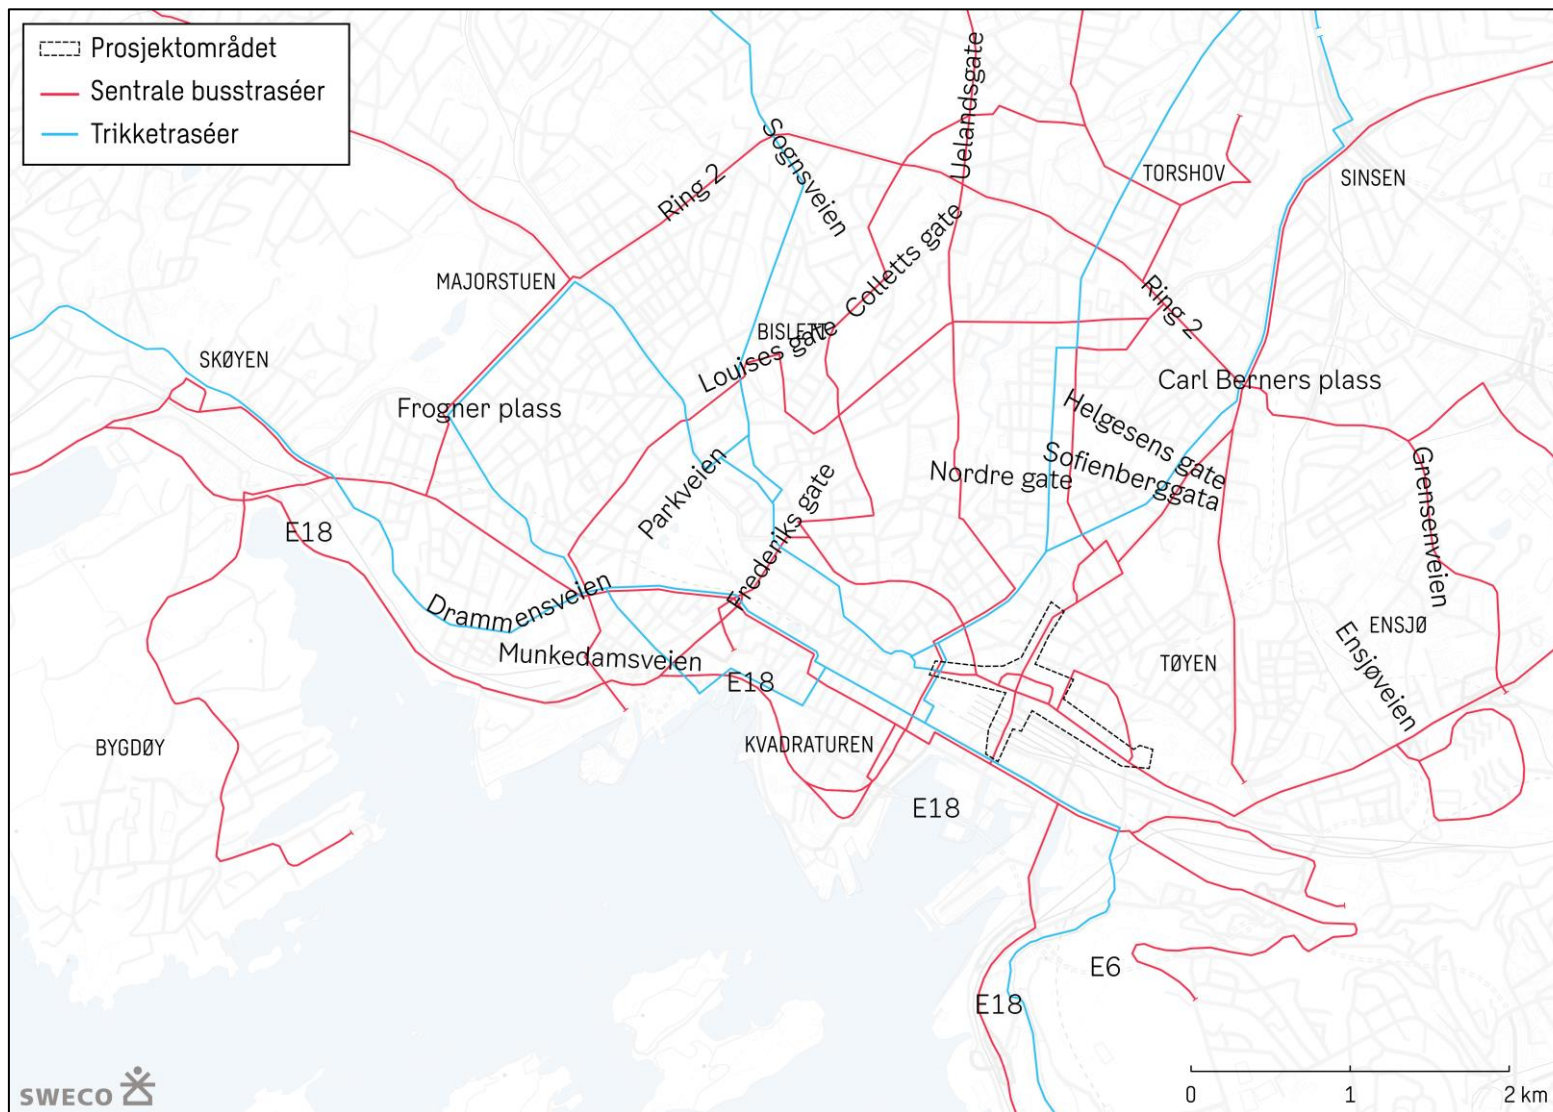 Prosjektområdet
Sentrale busstraséer
Trikketraséer
Uelandsgate
Sognsveien
TORSHOV
SINSEN
Ring 2
Colletts gate
MAJORSTUEN
Ring 2
BISLETT
Louises gate
SKØYEN
Carl Berners plass
Frogner plass
Helgesens gate
Sofienberggata
Nordre gate
Parkveien
Frederiks gate
Grensenveien
E18
Drammensveien
ENSJØ
Munkedamsveien
TØYEN
Ensjøveien
E18
BYGDØY
KVADRATUREN
E18
E6
E18
SWECO
0 1 2 km